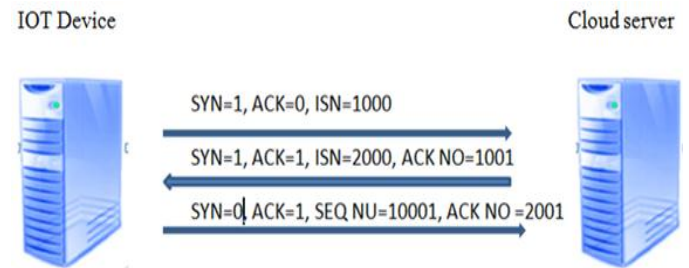 IOT Device Cloud server
SYN=1, ACK=0, ISN=1000
SYN=1, ACK=1, ISN=2000, ACK NO=1001
SYN=0, ACK=1, SEQ NU=10001, ACK NO =2001